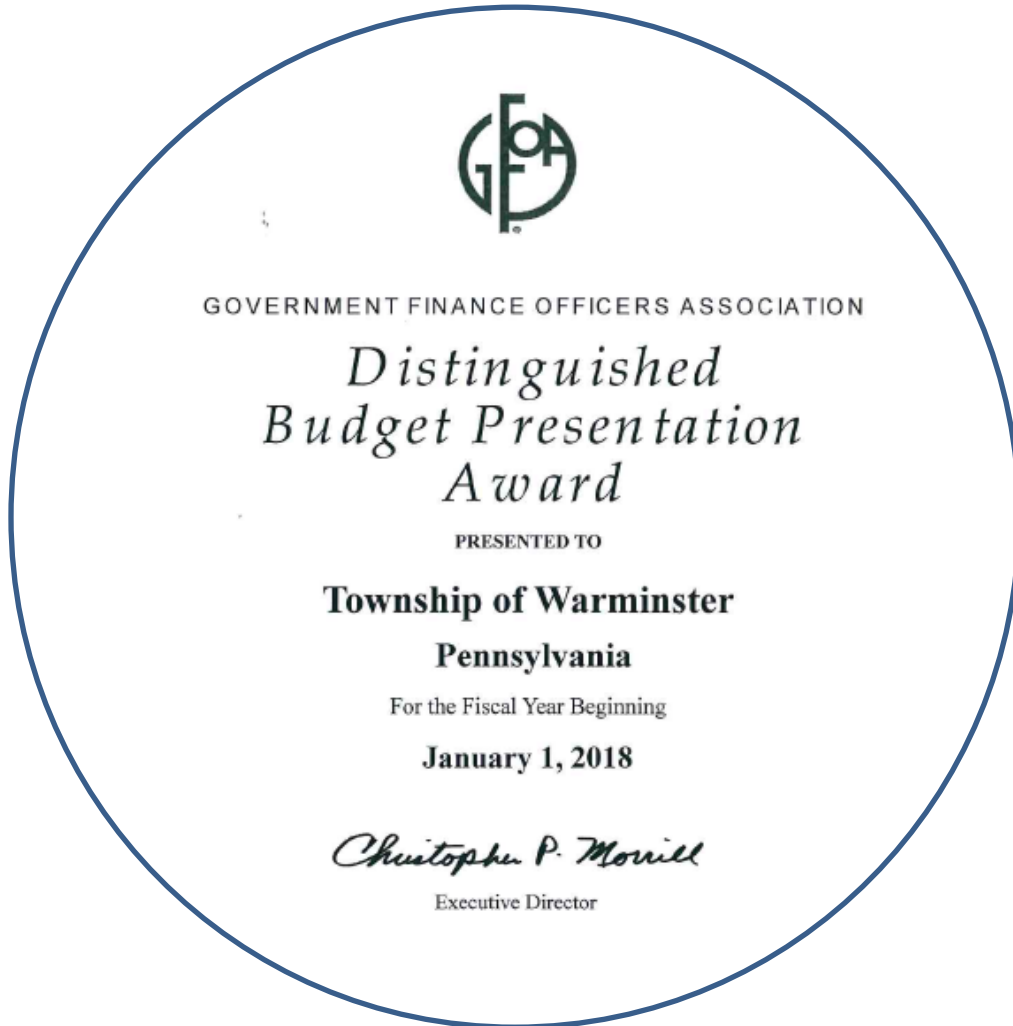 GFOA
GOVERNMENT FINANCE OFFICERS ASSOCIATION
Distinguished
Budget Presentation
Award
PRESENTED TO
Township of Warminster
Pennsylvania
For the Fiscal Year Beginning
January 1, 2018
Christopher P. Morrill
Executive Director